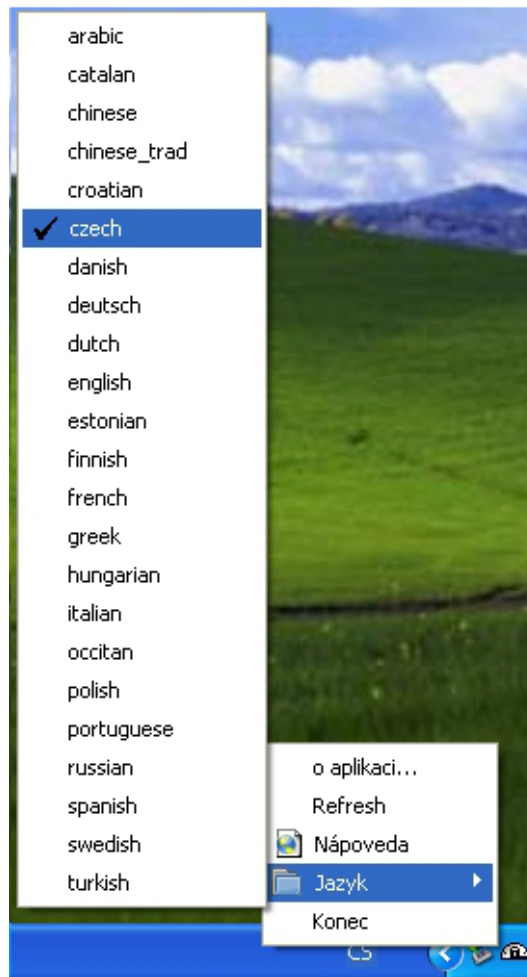 arabic
catalan
chinese
chinese_trad
croatian
czech
danish
deutsch
dutch
english
estonian
finnish
french
greek
hungarian
italian
occitan
polish
portuguese
russian
spanish
swedish
turkish
o aplikaci...
Refresh
Nápoveda
Jazyk
Konec
CS